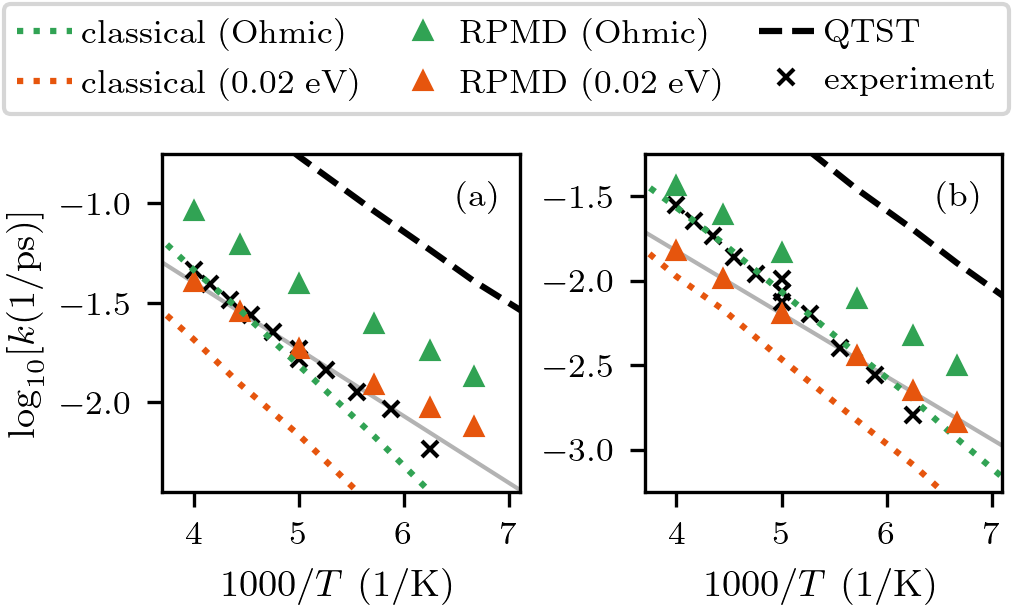 classical (Ohmic) RPMD (Ohmic) QTST
classical (0.02 eV) RPMD (0.02 eV) experiment
(a)
−1.0
−1.5
−2.0
log₁₀[k(1/ps)]
4 5 6 7
1000/T (1/K)
(b)
−1.5
−2.0
−2.5
−3.0
4 5 6 7
1000/T (1/K)